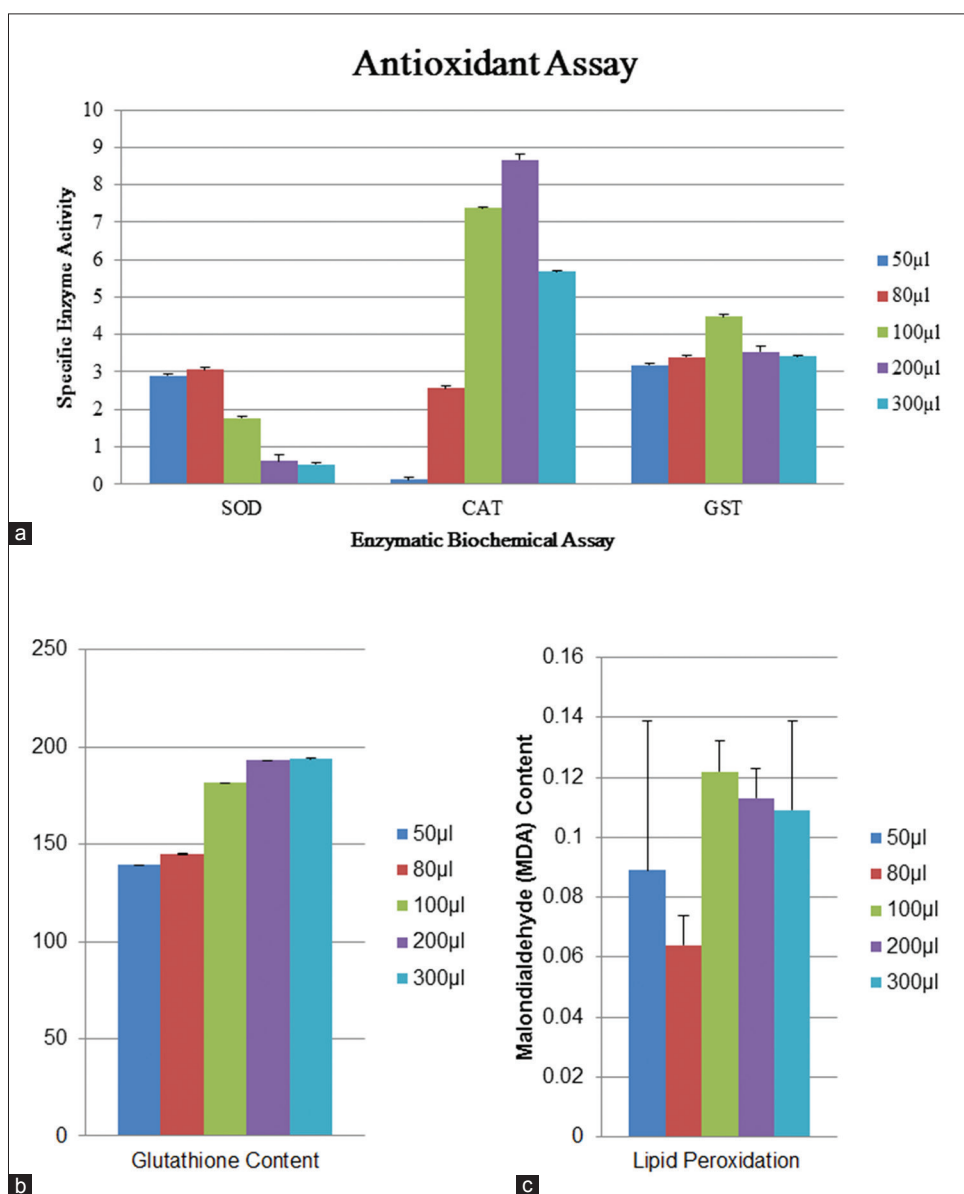 Antioxidant Assay
10
9
8
7
6
5
4
3
2
1
0
Specific Enzyme Activity
SOD CAT GST
Enzymatic Biochemical Assay
50µl
80µl
100µl
200µl
300µl
a
250
200
150
100
50
0
Glutathione Content
50µl
80µl
100µl
200µl
300µl
b
0.16
0.14
0.12
0.1
0.08
0.06
0.04
0.02
0
Malondialdehyde (MDA) Content
Lipid Peroxidation
50µl
80µl
100µl
200µl
300µl
c